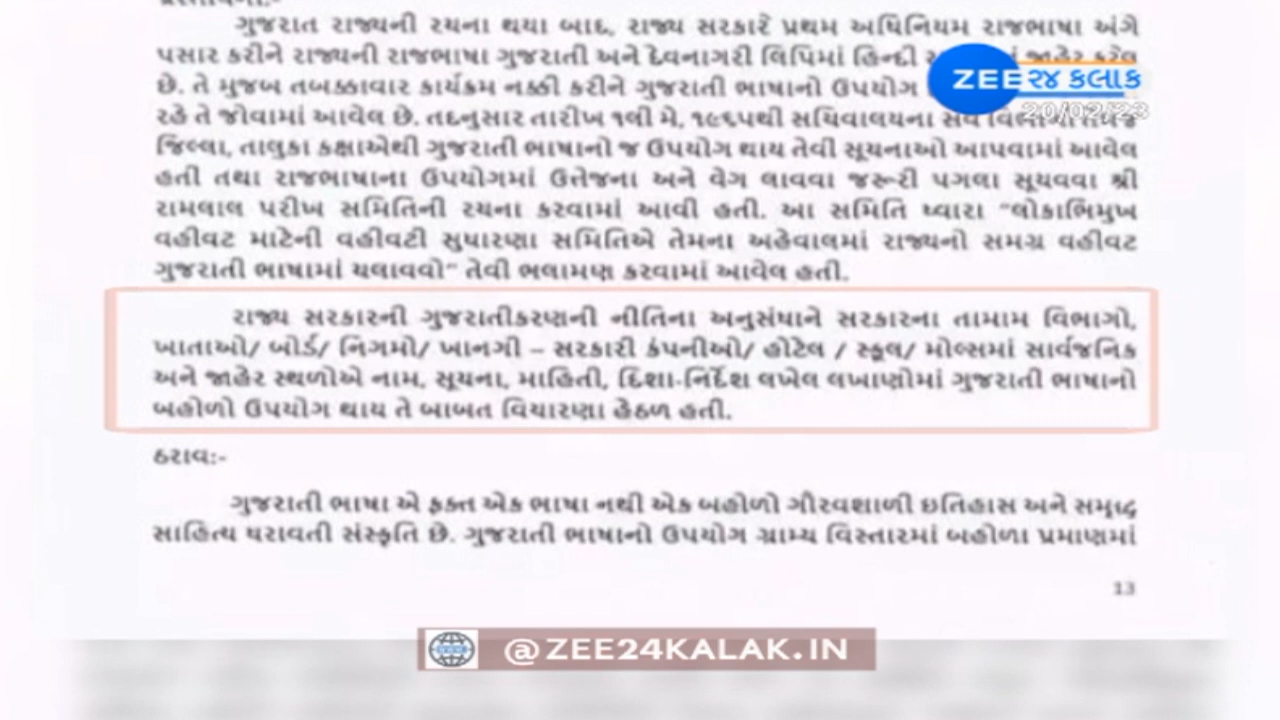 ગુજરાત રાજ્યની રચના થયા બાદ, રાજ્ય સરકારે પ્રથમ અધિનિયમ રાજભાષા અંગે
પસાર કરીને રાજ્યની રાજભાષા ગુજરાતી અને દેવનાગરી લિપિમાં હિન્દી જાહેર કરેલ
છે. તે મુજબ તબક્કાવાર કાર્યક્રમ નક્કી કરીને ગુજરાતી ભાષાનો ઉપયોગ
ZEE ૨૪ કલાક
20/02/23
રહે તે જોવામાં આવેલ છે. તદનુસાર તારીખ ૧લી મે, ૧૯૬૫થી સચિવાલયના સર્વ
જિલ્લા, તાલુકા કક્ષાએથી ગુજરાતી ભાષાનો જ ઉપયોગ થાય તેવી સૂચનાઓ આપવામાં આવેલ
હતી તથા રાજભાષાના ઉપયોગમાં ઉત્તેજના અને વેગ લાવવા જરૂરી પગલા સૂચવવા શ્રી
રામલાલ પરીખ સમિતિની રચના કરવામાં આવી હતી. આ સમિતિ ધ્વારા "લોકાભિમુખ
વહીવટ માટેની વહીવટી સુધારણા સમિતિએ તેમના અહેવાલમાં રાજ્યનો સમગ્ર વહીવટ
ગુજરાતી ભાષામાં ચલાવવો" તેવી ભલામણ કરવામાં આવેલ હતી.
રાજ્ય સરકારની ગુજરાતીકરણની નીતિના અનુસંધાને સરકારના તામામ વિભાગો,
ખાતાઓ/ બોર્ડ/ નિગમો/ ખાનગી – સરકારી કંપનીઓ/ હોટેલ / સ્કૂલ/ મોલ્સમાં સાર્વજનિક
અને જાહેર સ્થળોએ નામ, સૂચના, માહિતી, દિશા-નિર્દેશ લખેલ લખાણોમાં ગુજરાતી ભાષાનો
બહોળો ઉપયોગ થાય તે બાબત વિચારણા હેઠળ હતી.
ઠરાવ:-
ગુજરાતી ભાષા એ ફક્ત એક ભાષા નથી એક બહોળો ગૌરવશાળી ઇતિહાસ અને સમૃદ્ધ
સાહિત્ય ધરાવતી સંસ્કૃતિ છે. ગુજરાતી ભાષાનો ઉપયોગ ગ્રામ્ય વિસ્તારમાં બહોળા પ્રમાણમાં
13
@ZEE24KALAK.IN